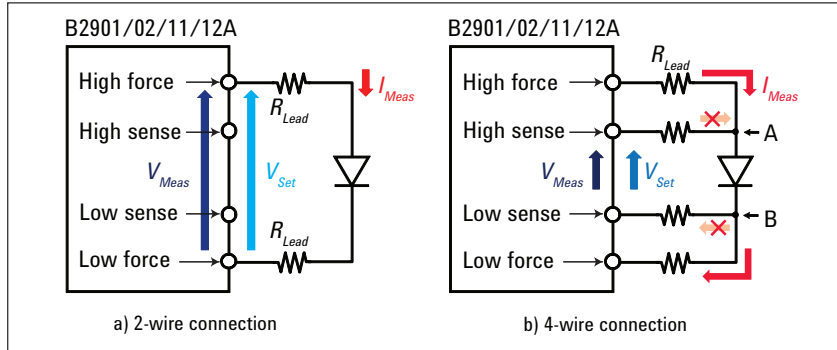 B2901/02/11/12A
High force
High sense
Low sense
Low force
R_Lead
R_Lead
I_Meas
V_Meas
V_Set
a) 2-wire connection
B2901/02/11/12A
High force
High sense
Low sense
Low force
R_Lead
I_Meas
A
V_Meas
V_Set
B
b) 4-wire connection